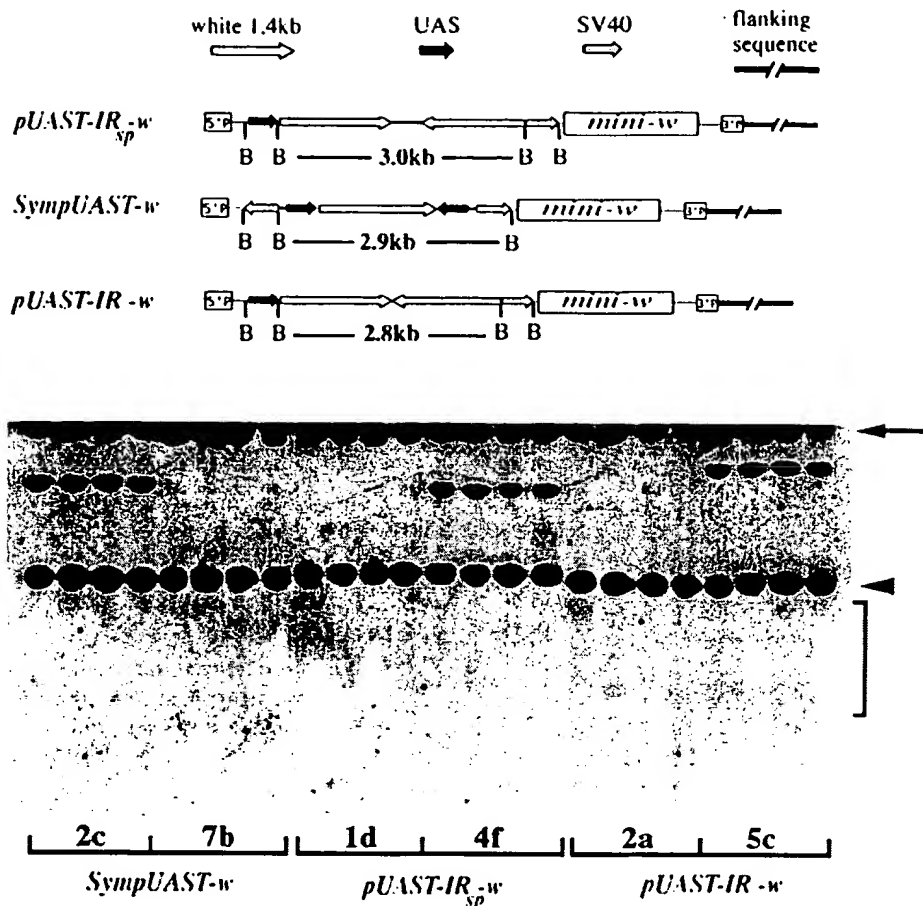 white 1.4kb UAS SV40 flanking sequence
pUAST-IRsp-w 5'P mini-w 3'P
B B 3.0kb B B
SympUAST-w 5'P mini-w 3'P
B B 2.9kb B
pUAST-IR-w 5'P mini-w 3'P
B B 2.8kb B B
2c 7b 1d 4f 2a 5c
SympUAST-w pUAST-IRsp-w pUAST-IR-w